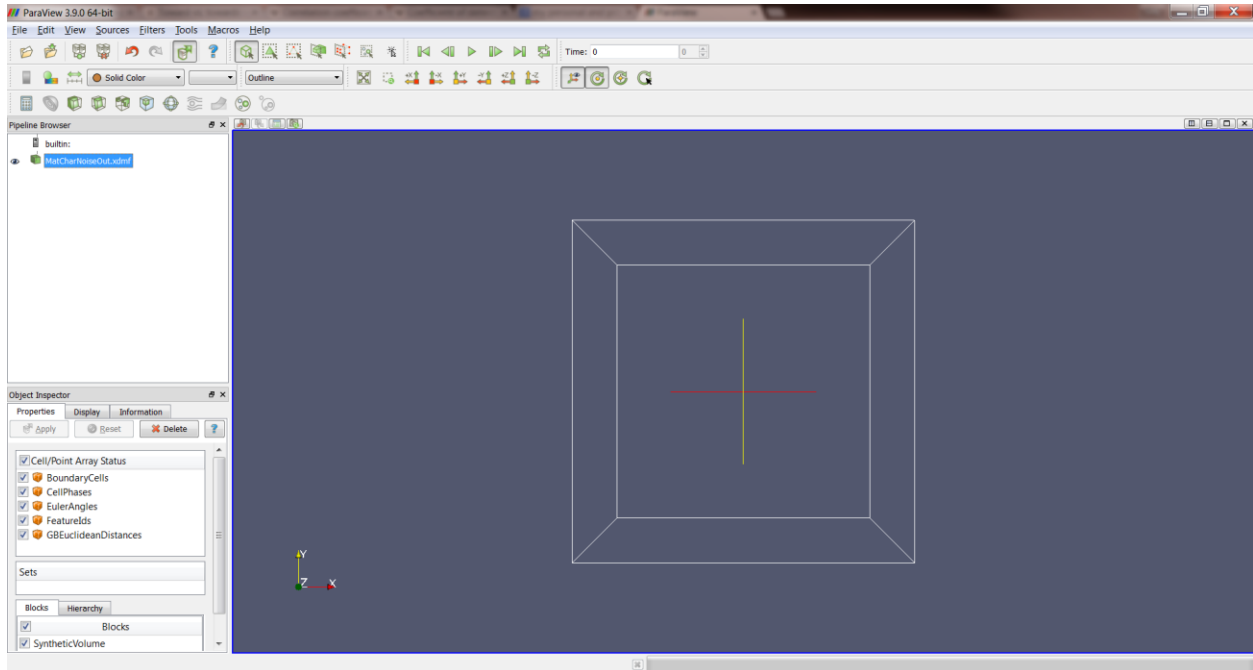 ParaView 3.9.0 64-bit
File Edit View Sources Filters Tools Macros Help
Time: 0 0
Solid Color Outline
Pipeline Browser
builtin:
MatCharNoiseOut.xdmf
Object Inspector
Properties Display Information
Apply Reset Delete ?
Cell/Point Array Status
BoundaryCells
CellPhases
EulerAngles
FeatureIds
GBEuclideanDistances
Sets
Blocks Hierarchy
Blocks
SyntheticVolume
Y
Z X